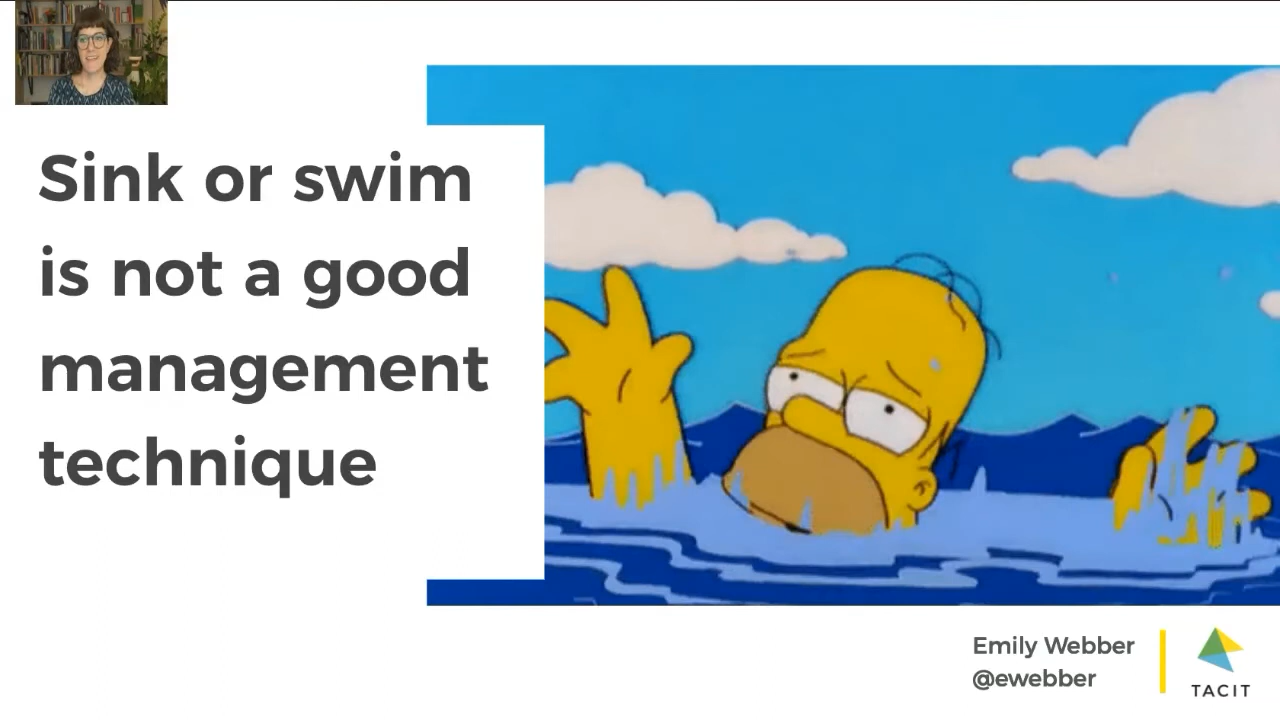 Sink or swim
is not a good
management
technique
Emily Webber
@ewebber
TACIT